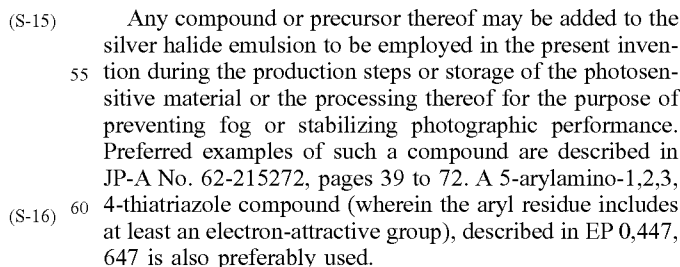 (S-15) Any compound or precursor thereof may be added to the
silver halide emulsion to be employed in the present inven-
55 tion during the production steps or storage of the photosen-
sitive material or the processing thereof for the purpose of
preventing fog or stabilizing photographic performance.
Preferred examples of such a compound are described in
JP-A No. 62-215272, pages 39 to 72. A 5-arylamino-1,2,3,
(S-16) 60 4-thiatriazole compound (wherein the aryl residue includes
at least an electron-attractive group), described in EP 0,447,
647 is also preferably used.